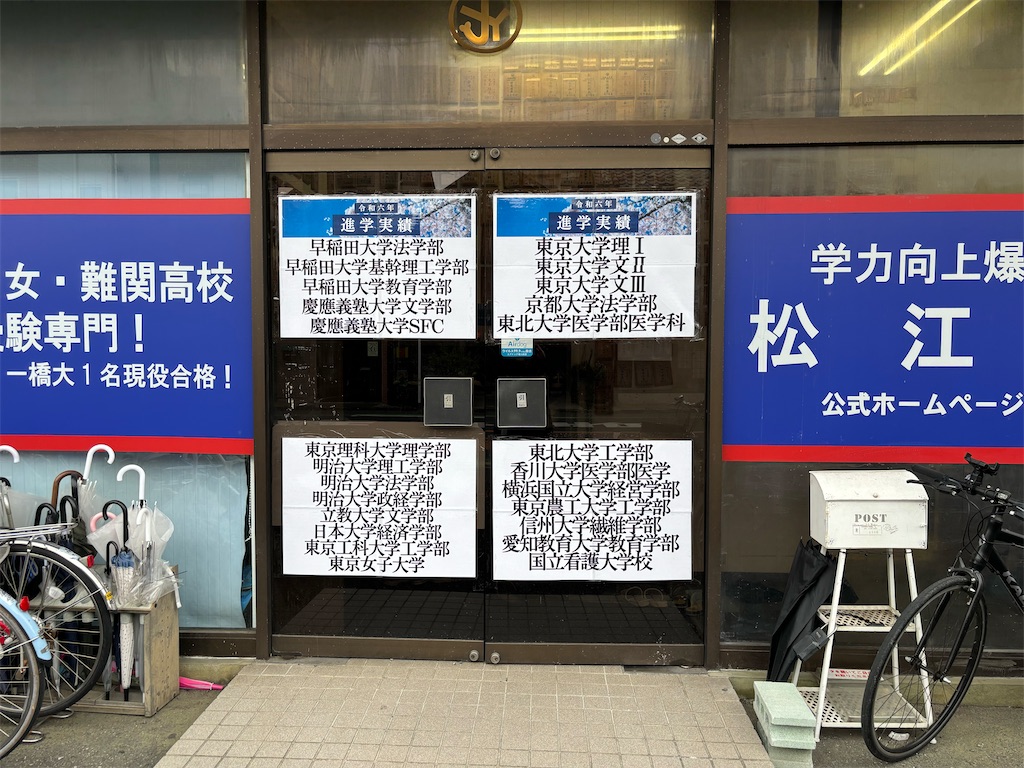 女・難関高校
験専門！
一橋大１名現役合格！
令和六年
進学実績
早稲田大学法学部
早稲田大学基幹理工学部
早稲田大学教育学部
慶應義塾大学文学部
慶應義塾大学SFC
令和六年
進学実績
東京大学理Ⅰ
東京大学文Ⅱ
東京大学文Ⅲ
京都大学法学部
東北大学医学部医学科
Airdog
東京理科大学理学部
明治大学理工学部
明治大学法学部
明治大学政経学部
立教大学文学部
日本大学経済学部
東京工科大学工学部
東京女子大学
東北大学工学部
香川大学医学部医学
横浜国立大学経営学部
東京農工大学工学部
信州大学繊維学部
愛知教育大学教育学部
国立看護大学校
学力向上爆
松江
公式ホームページ
POST